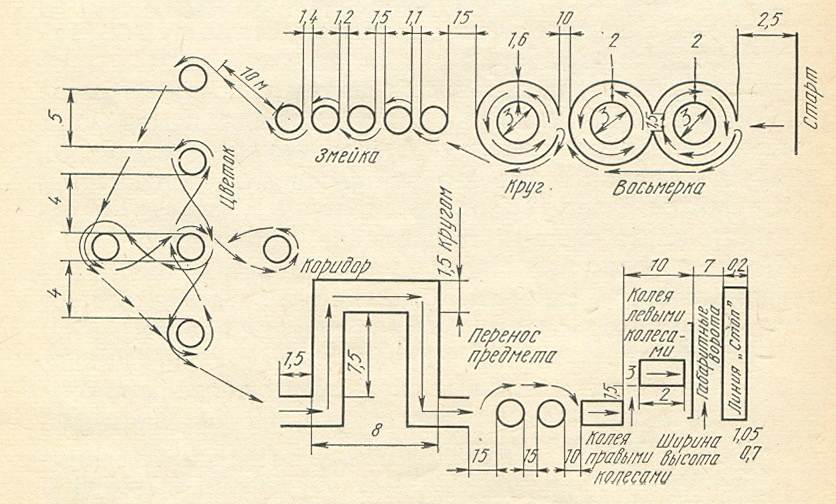 1,4
1,2
1,5
1,1
15
10
1,6
2
2
2,5
Старт
10м
3
3
3
1,5
Змейка
Круг
Восьмерка
5
4
4
Цветок
Коридор
1,5 Кругом
1,5
7,5
8
Перенос
предмета
15
15
10
1,5
Колея
правыми
колесами
10
7
0,2
Колея
левыми
колеса-
ми
3
2
Габаритные
ворота
Линия „Стоп"
Ширина
высота
1,05
0,7